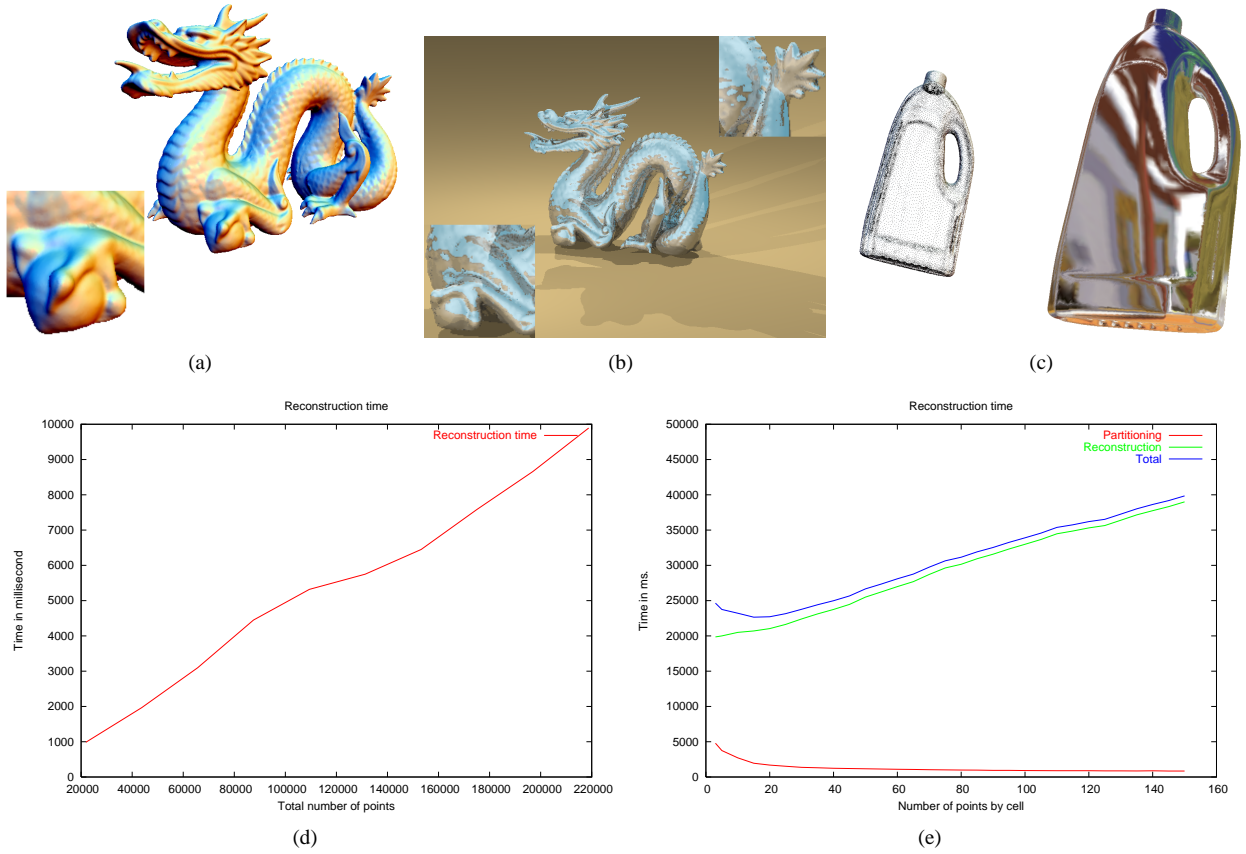 (a)
(b)
(c)
Reconstruction time
10000
9000
8000
7000
6000
5000
4000
3000
2000
1000
0
Time in millisecond
Reconstruction time
20000 40000 60000 80000 100000 120000 140000 160000 180000 200000 220000
Total number of points
(d)
Reconstruction time
50000
45000
40000
35000
30000
25000
20000
15000
10000
5000
0
Time in ms.
Partitioning
Reconstruction
Total
0 20 40 60 80 100 120 140 160
Number of points by cell
(e)